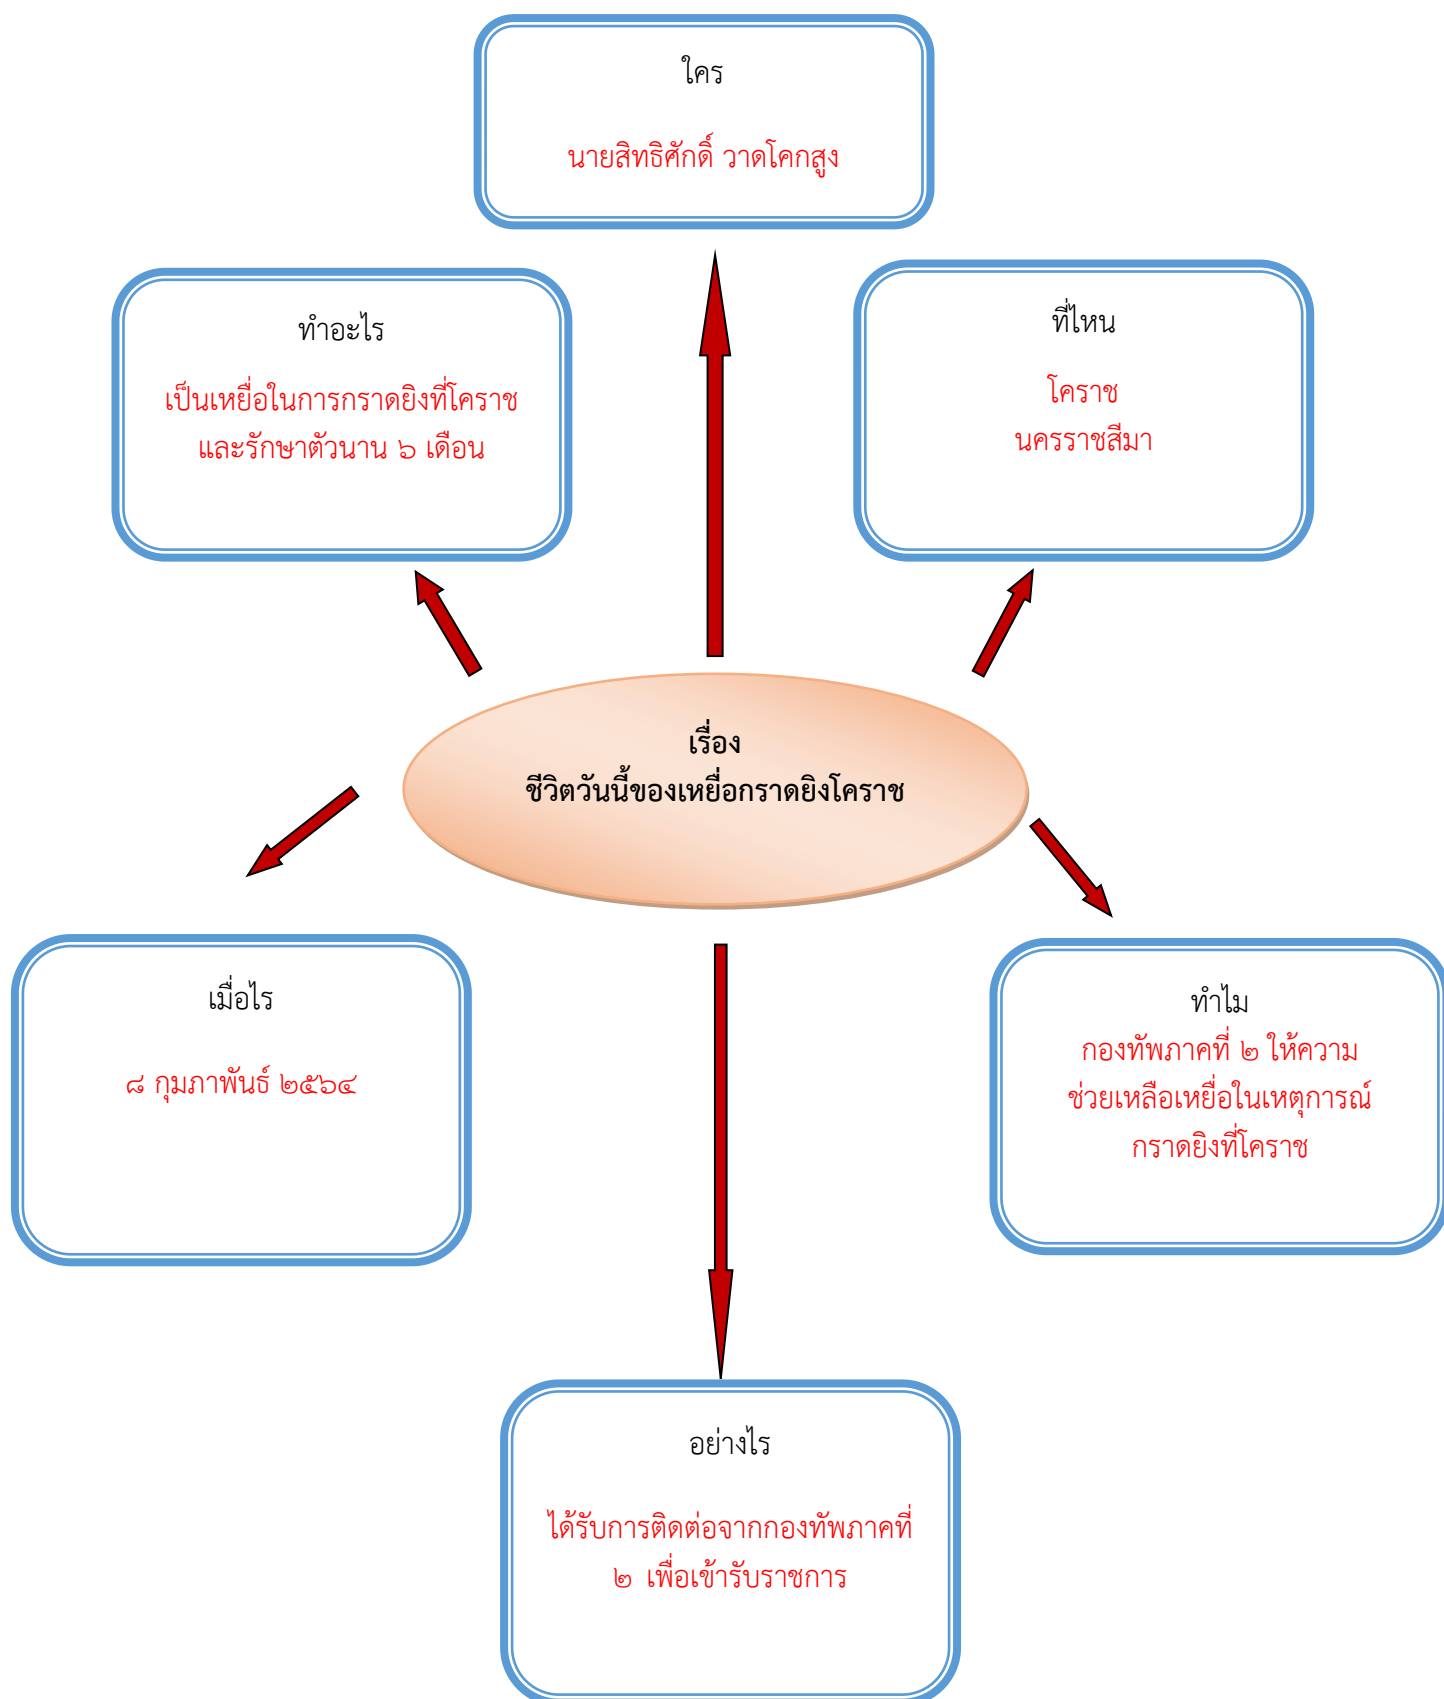 ใคร
นายสิทธิศักดิ์ วาดโคกสูง
ทำอะไร
เป็นเหยื่อในการกราดยิงที่โคราช
และรักษาตัวนาน ๖ เดือน
ที่ไหน
โคราช
นครราชสีมา
เรื่อง
ชีวิตวันนี้ของเหยื่อกราดยิงโคราช
เมื่อไร
๘ กุมภาพันธ์ ๒๕๖๔
ทำไม
กองทัพภาคที่ ๒ ให้ความ
ช่วยเหลือเหยื่อในเหตุการณ์
กราดยิงที่โคราช
อย่างไร
ได้รับการติดต่อจากกองทัพภาคที่
๒ เพื่อเข้ารับราชการ